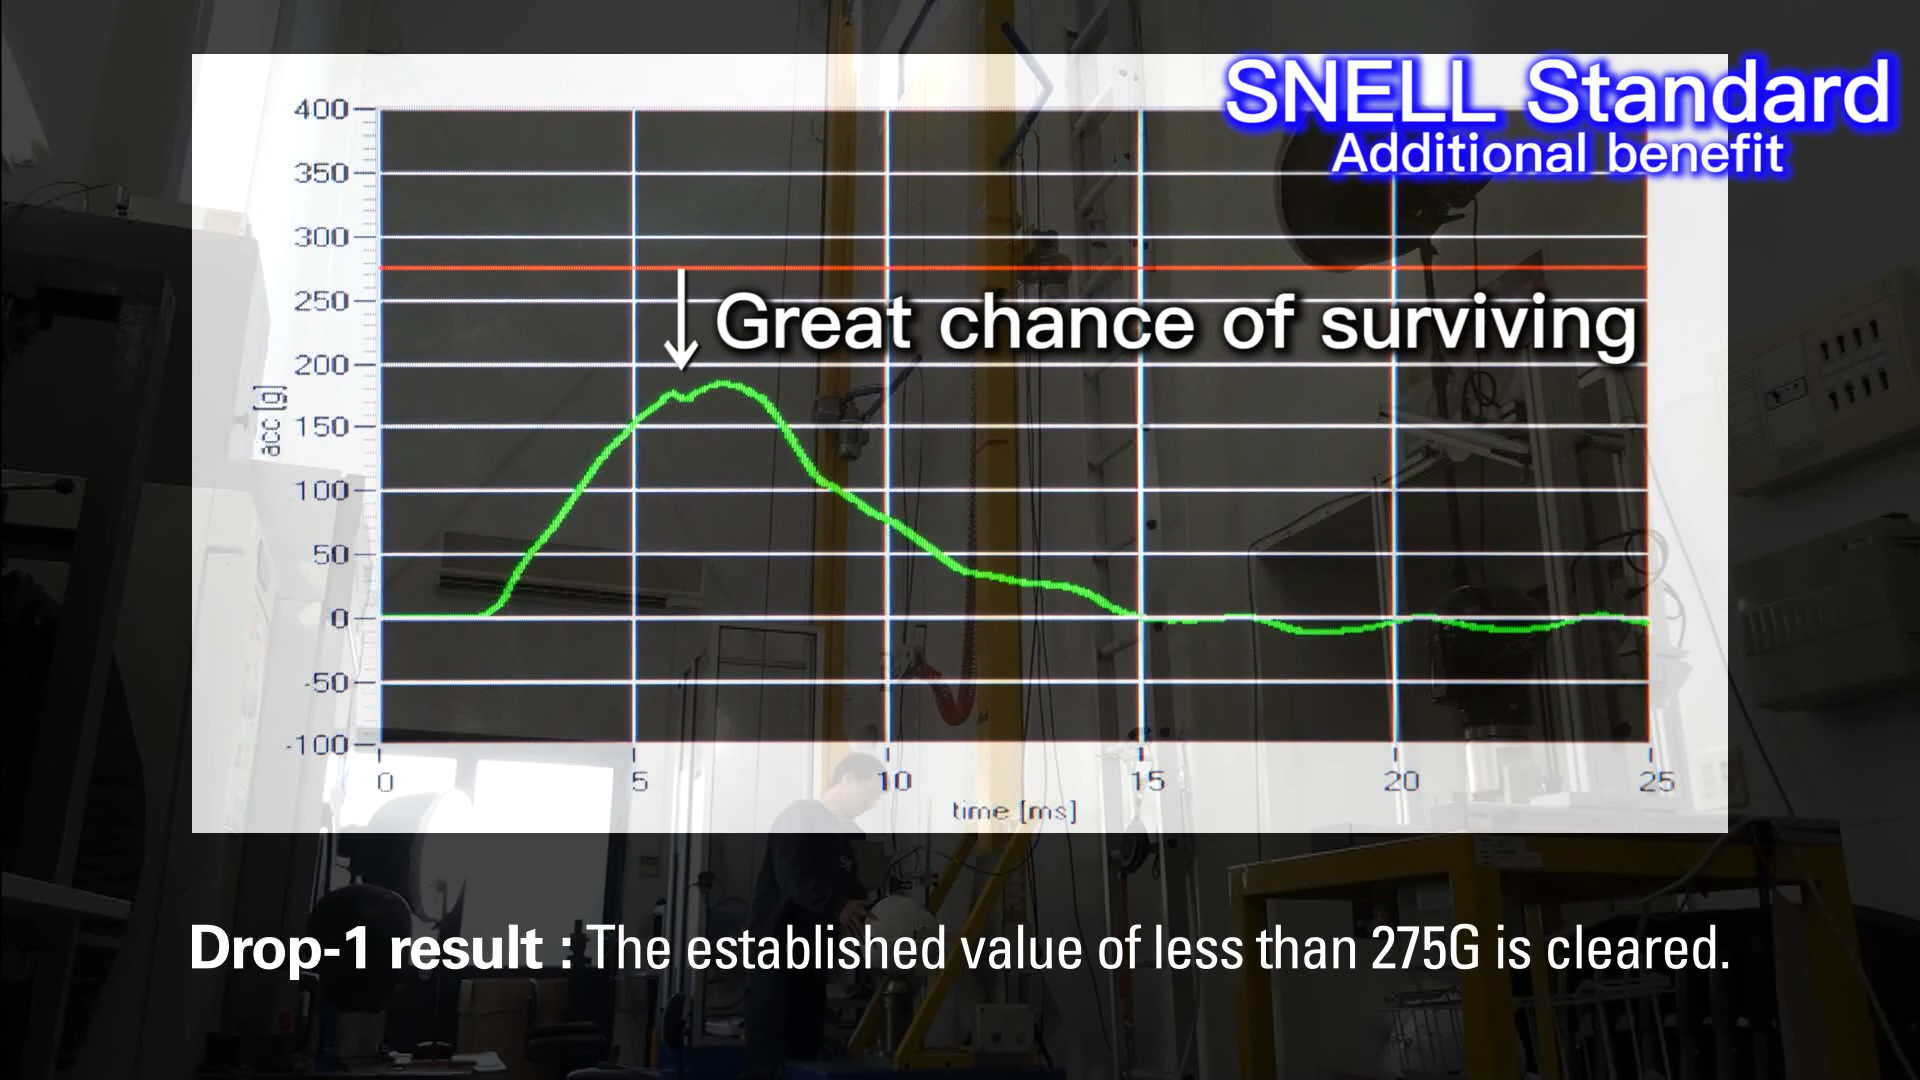 SNELL Standard
Additional benefit
400
350
300
250
200
150
100
50
0
-50
-100
acc [g]
Great chance of surviving
0 5 10 15 20 25
time [ms]
Drop-1 result : The established value of less than 275G is cleared.